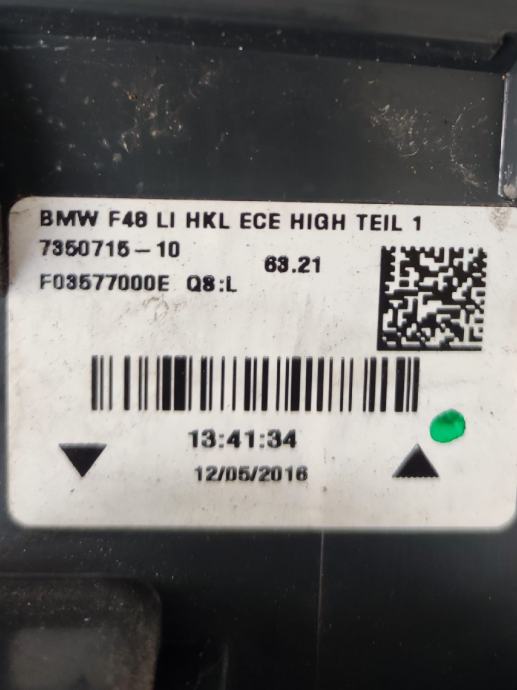 BMW F48 LI HKL ECE HIGH TEIL 1
7350715-10
63.21
F03577000E Q8:L
13:41:34
12/05/2016